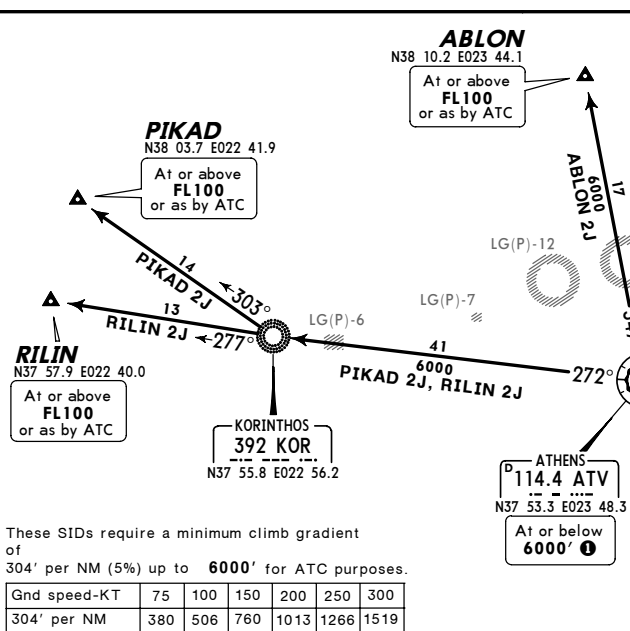 ABLON
N38 10.2 E023 44.1
At or above
FL100
or as by ATC
PIKAD
N38 03.7 E022 41.9
At or above
FL100
or as by ATC
17
6000
ABLON 2J
LG(P)-12
14
PIKAD 2J
303°
LG(P)-7
13
RILIN 2J
277°
LG(P)-6
RILIN
N37 57.9 E022 40.0
At or above
FL100
or as by ATC
41
6000
PIKAD 2J, RILIN 2J
272°
KORINTHOS
392 KOR
N37 55.8 E022 56.2
ATHENS
D 114.4 ATV
N37 53.3 E023 48.3
At or below
6000' ❶
These SIDs require a minimum climb gradient
of
304' per NM (5%) up to 6000' for ATC purposes.
Gnd speed-KT 75 100 150 200 250 300
304' per NM 380 506 760 1013 1266 1519